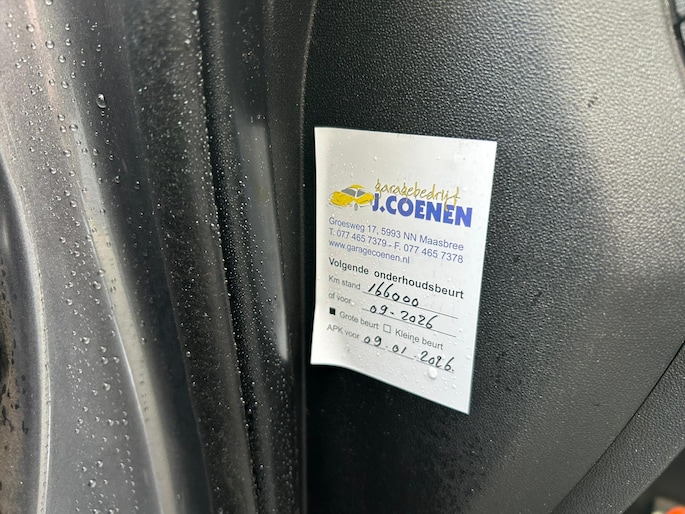 garagebedrijf
J.COENEN
Groesweg 17, 5993 NN Maasbree
T. 077 465 7379 - F. 077 465 7378
www.garagecoenen.nl
Volgende onderhoudsbeurt
Km stand 166000
of voor 09-2026
■ Grote beurt □ Kleine beurt
APK voor 09.01.2026.